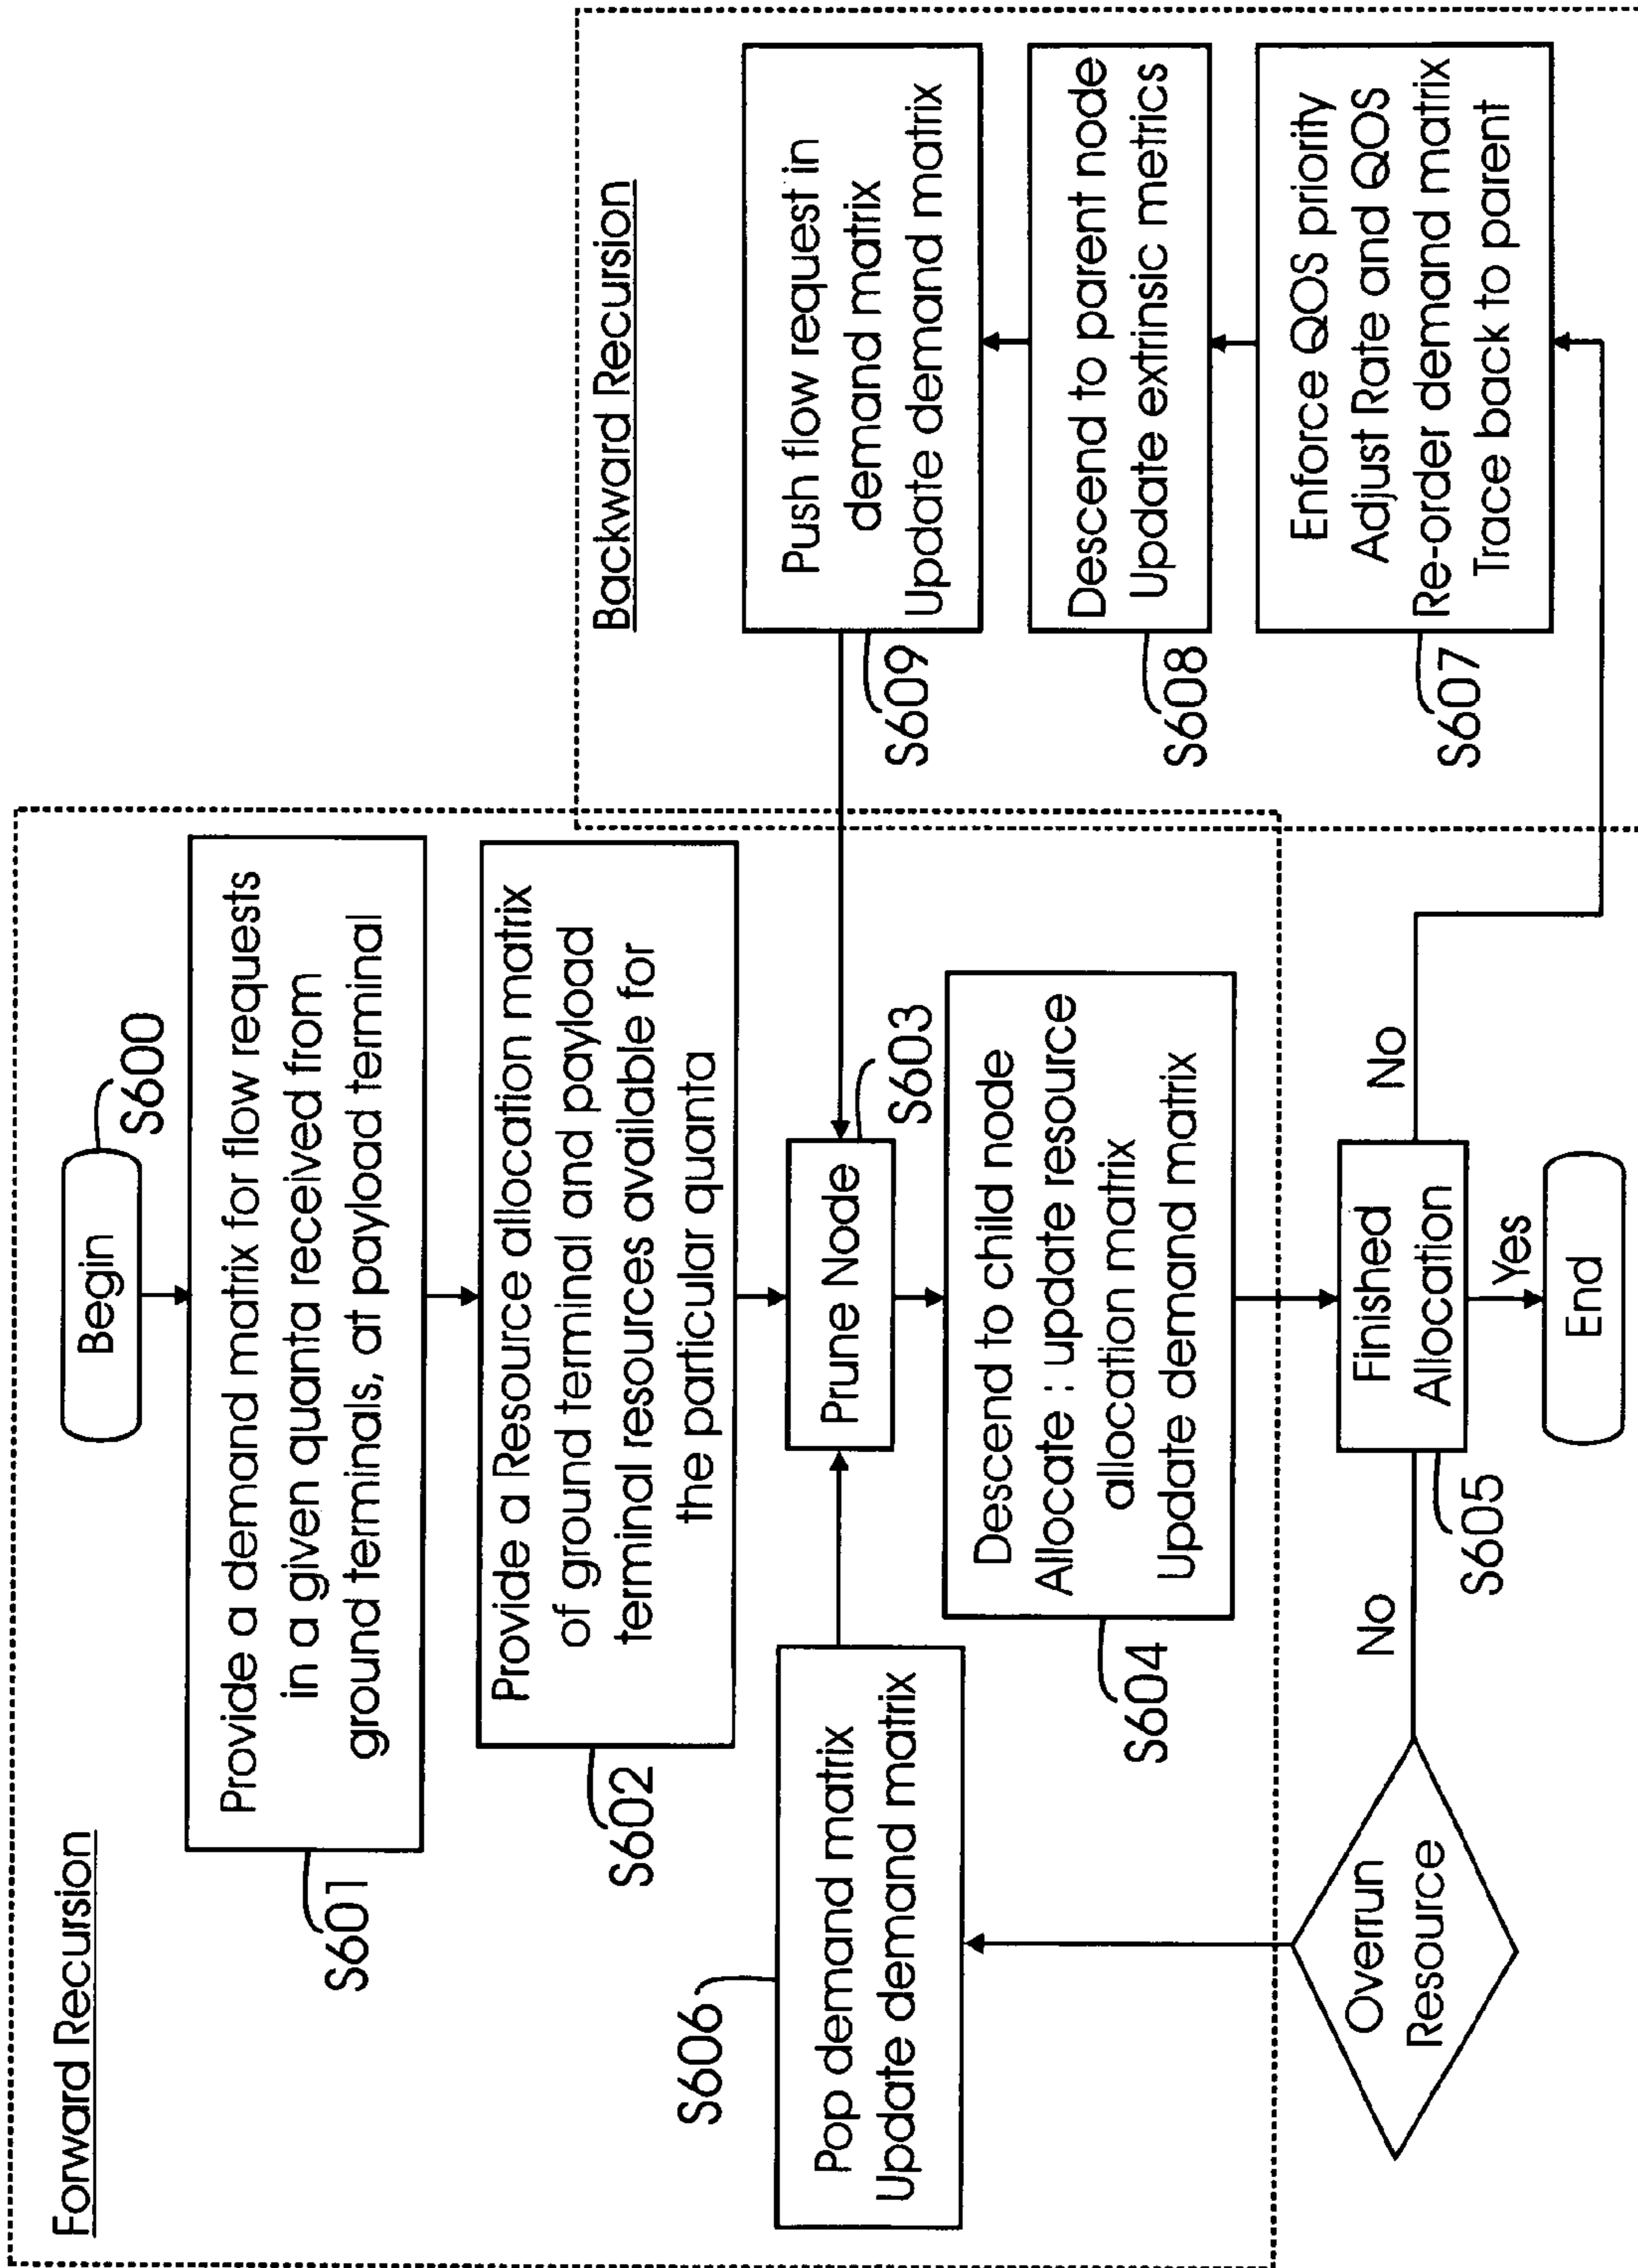 Forward Recursion
Begin
S600
Provide a demand matrix for flow requests
in a given quanta received from
ground terminals, at payload terminal
S601
Provide a Resource allocation matrix
of ground terminal and payload
terminal resources available for
the particular quanta
S602
Prune Node
S603
Pop demand matrix
Update demand matrix
S606
Descend to child node
Allocate : update resource
allocation matrix
Update demand matrix
S604
Finished
Allocation
S605
No
No
Yes
End
Overrun
Resource
Backward Recursion
Push flow request in
demand matrix
Update demand matrix
S609
Descend to parent node
Update extrinsic metrics
S608
Enforce QOS priority
Adjust Rate and QOS
Re-order demand matrix
Trace back to parent
S607